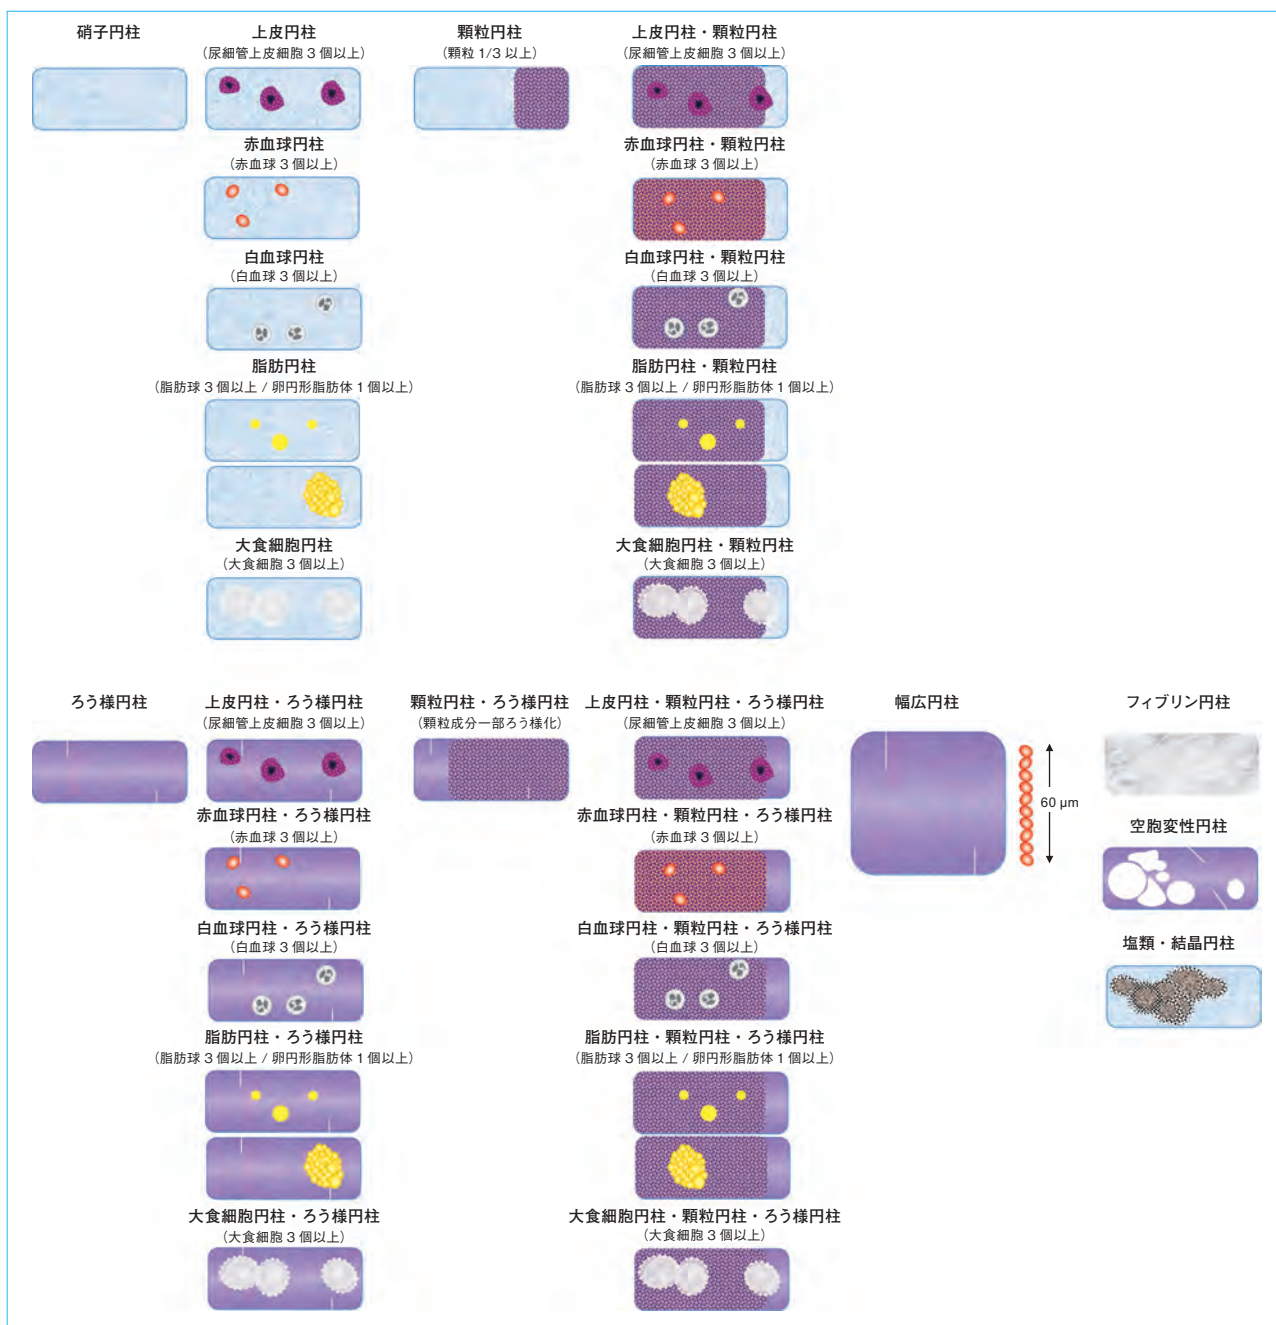 硝子円柱
上皮円柱
(尿細管上皮細胞 3 個以上)
赤血球円柱
(赤血球 3 個以上)
白血球円柱
(白血球 3 個以上)
脂肪円柱
(脂肪球 3 個以上 / 卵円形脂肪体 1 個以上)
大食細胞円柱
(大食細胞 3 個以上)
顆粒円柱
(顆粒 1/3 以上)
上皮円柱・顆粒円柱
(尿細管上皮細胞 3 個以上)
赤血球円柱・顆粒円柱
(赤血球 3 個以上)
白血球円柱・顆粒円柱
(白血球 3 個以上)
脂肪円柱・顆粒円柱
(脂肪球 3 個以上 / 卵円形脂肪体 1 個以上)
大食細胞円柱・顆粒円柱
(大食細胞 3 個以上)
ろう様円柱
上皮円柱・ろう様円柱
(尿細管上皮細胞 3 個以上)
赤血球円柱・ろう様円柱
(赤血球 3 個以上)
白血球円柱・ろう様円柱
(白血球 3 個以上)
脂肪円柱・ろう様円柱
(脂肪球 3 個以上 / 卵円形脂肪体 1 個以上)
大食細胞円柱・ろう様円柱
(大食細胞 3 個以上)
顆粒円柱・ろう様円柱
(顆粒成分一部ろう様化)
上皮円柱・顆粒円柱・ろう様円柱
(尿細管上皮細胞 3 個以上)
赤血球円柱・顆粒円柱・ろう様円柱
(赤血球 3 個以上)
白血球円柱・顆粒円柱・ろう様円柱
(白血球 3 個以上)
脂肪円柱・顆粒円柱・ろう様円柱
(脂肪球 3 個以上 / 卵円形脂肪体 1 個以上)
大食細胞円柱・顆粒円柱・ろう様円柱
(大食細胞 3 個以上)
幅広円柱
60 μm
フィブリン円柱
空胞変性円柱
塩類・結晶円柱